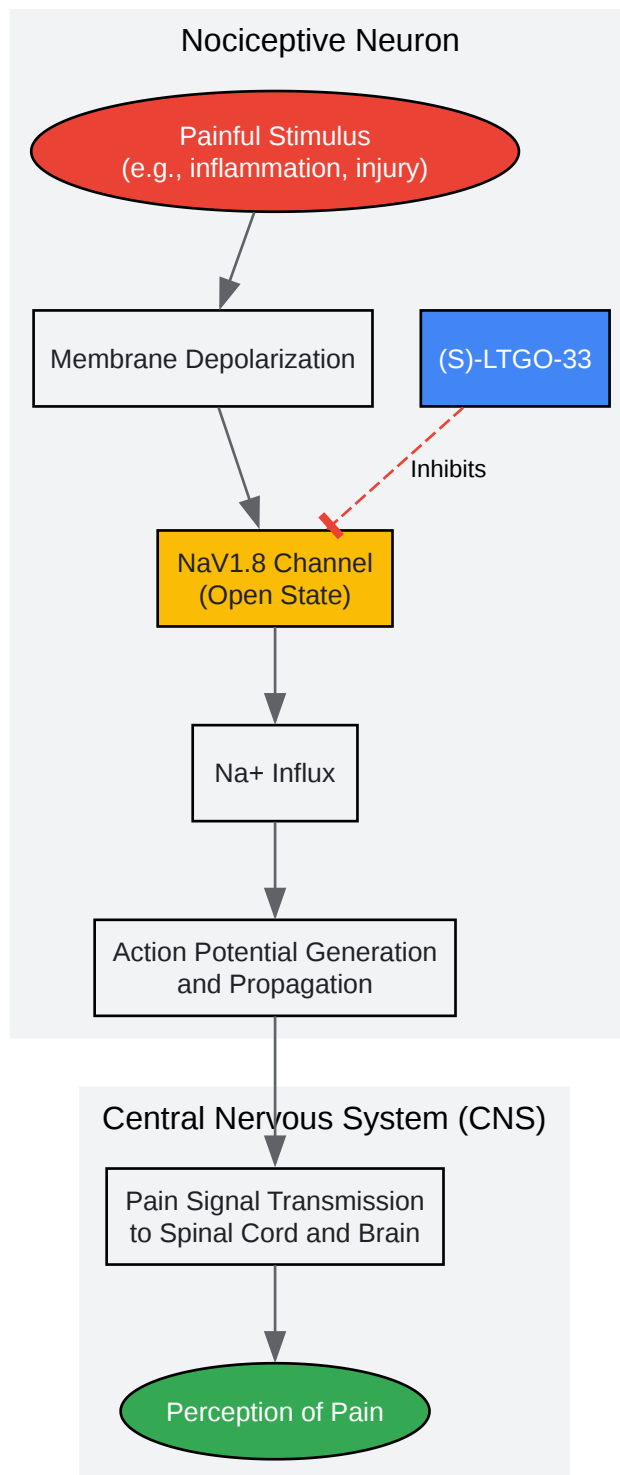 Nociceptive Neuron
Painful Stimulus
(e.g., inflammation, injury)
Membrane Depolarization
(S)-LTGO-33
Inhibits
NaV1.8 Channel
(Open State)
Na+ Influx
Action Potential Generation
and Propagation
Central Nervous System (CNS)
Pain Signal Transmission
to Spinal Cord and Brain
Perception of Pain